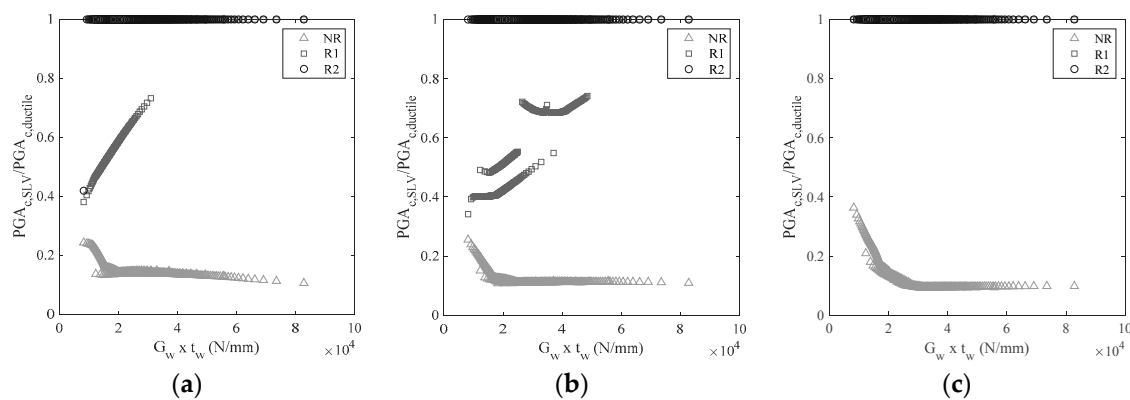 1
0.8
0.6
0.4
0.2
0
PGA_c,SLV/PGA_c,ductile
NR
R1
R2
0 2 4 6 8 10
×10^4
G_w x t_w (N/mm)
(a)
1
0.8
0.6
0.4
0.2
0
PGA_c,SLV/PGA_c,ductile
NR
R1
R2
0 2 4 6 8 10
×10^4
G_w x t_w (N/mm)
(b)
1
0.8
0.6
0.4
0.2
0
PGA_c,SLV/PGA_c,ductile
NR
R1
R2
0 2 4 6 8 10
×10^4
G_w x t_w (N/mm)
(c)